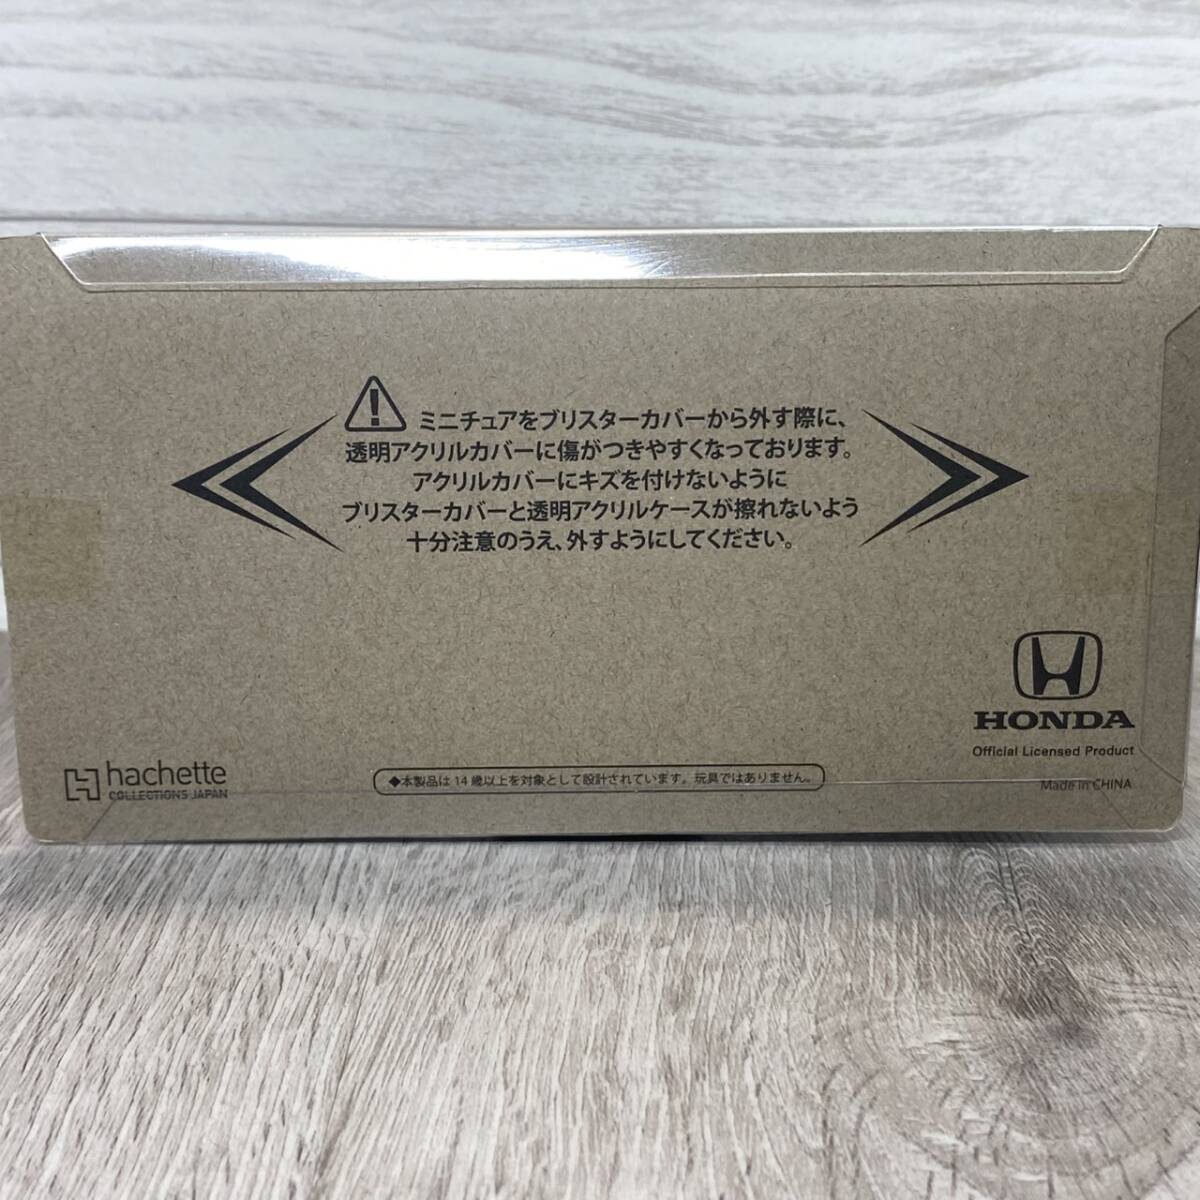 ミニチュアをブリスターカバーから外す際に、
透明アクリルカバーに傷がつきやすくなっております。
アクリルカバーにキズを付けないように
ブリスターカバーと透明アクリルケースが擦れないよう
十分注意のうえ、外すようにしてください。
HONDA
Official Licensed Product
Made in CHINA
hachette
COLLECTIONS JAPAN
◆本製品は14歳以上を対象として設計されています。玩具ではありません。